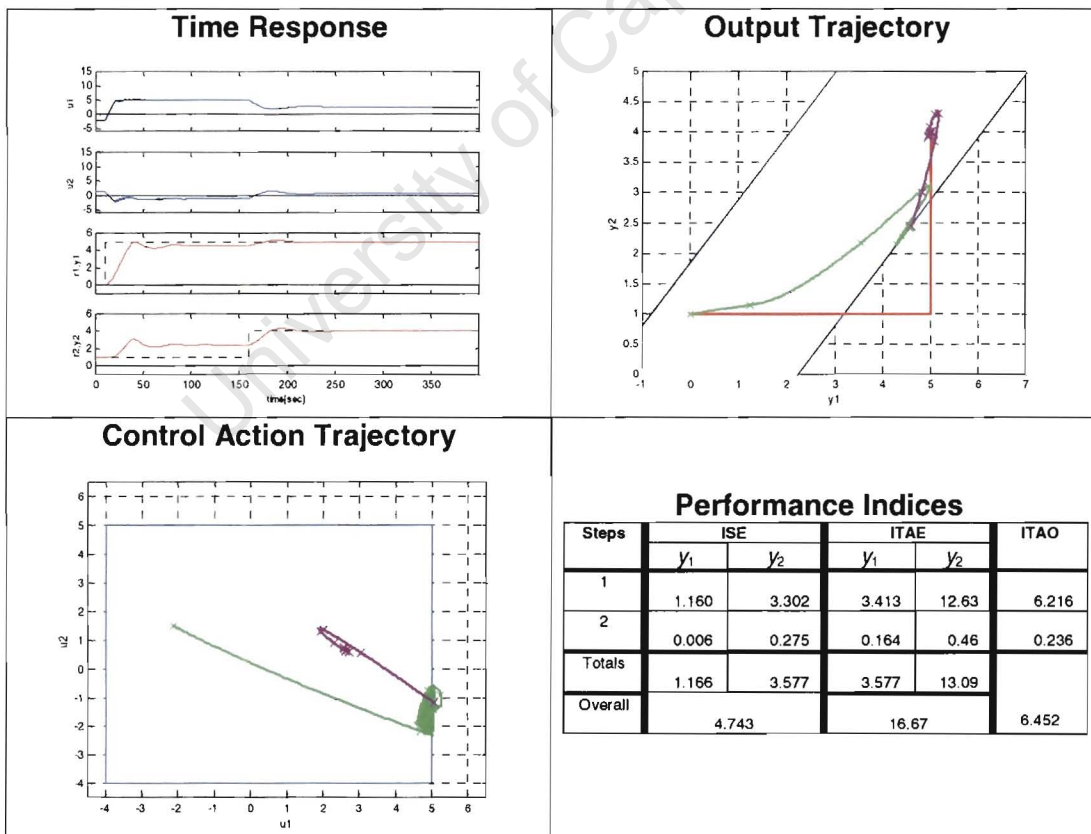 Time Response
15
10
5
0
-5
u1
15
10
5
0
-5
u2
6
4
2
0
r1,y1
6
4
2
0
r2,y2
0 50 100 150 200 250 300 350
time(sec)
Output Trajectory
5
4.5
4
3.5
3
2.5
2
1.5
1
0.5
0
y2
-1 0 1 2 3 4 5 6 7
y1
University of Cap
Control Action Trajectory
6
5
4
3
2
1
0
-1
-2
-3
-4
u2
-4 -3 -2 -1 0 1 2 3 4 5 6
u1
Performance Indices
Steps ISE ITAE ITAO
y1 y2 y1 y2
1 1.160 3.302 3.413 12.63 6.216
2 0.006 0.275 0.164 0.46 0.236
Totals 1.166 3.577 3.577 13.09
Overall 4.743 16.67 6.452